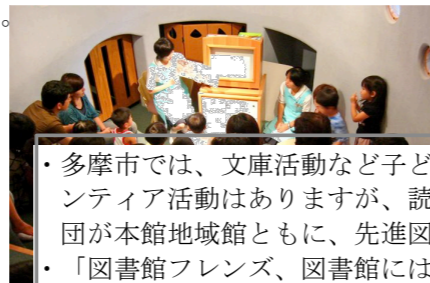 。
・多摩市では、文庫活動など子ど
ンティア活動はありますが、読
団が本館地域館ともに、先進図
・「図書館フレンズ、図書館には